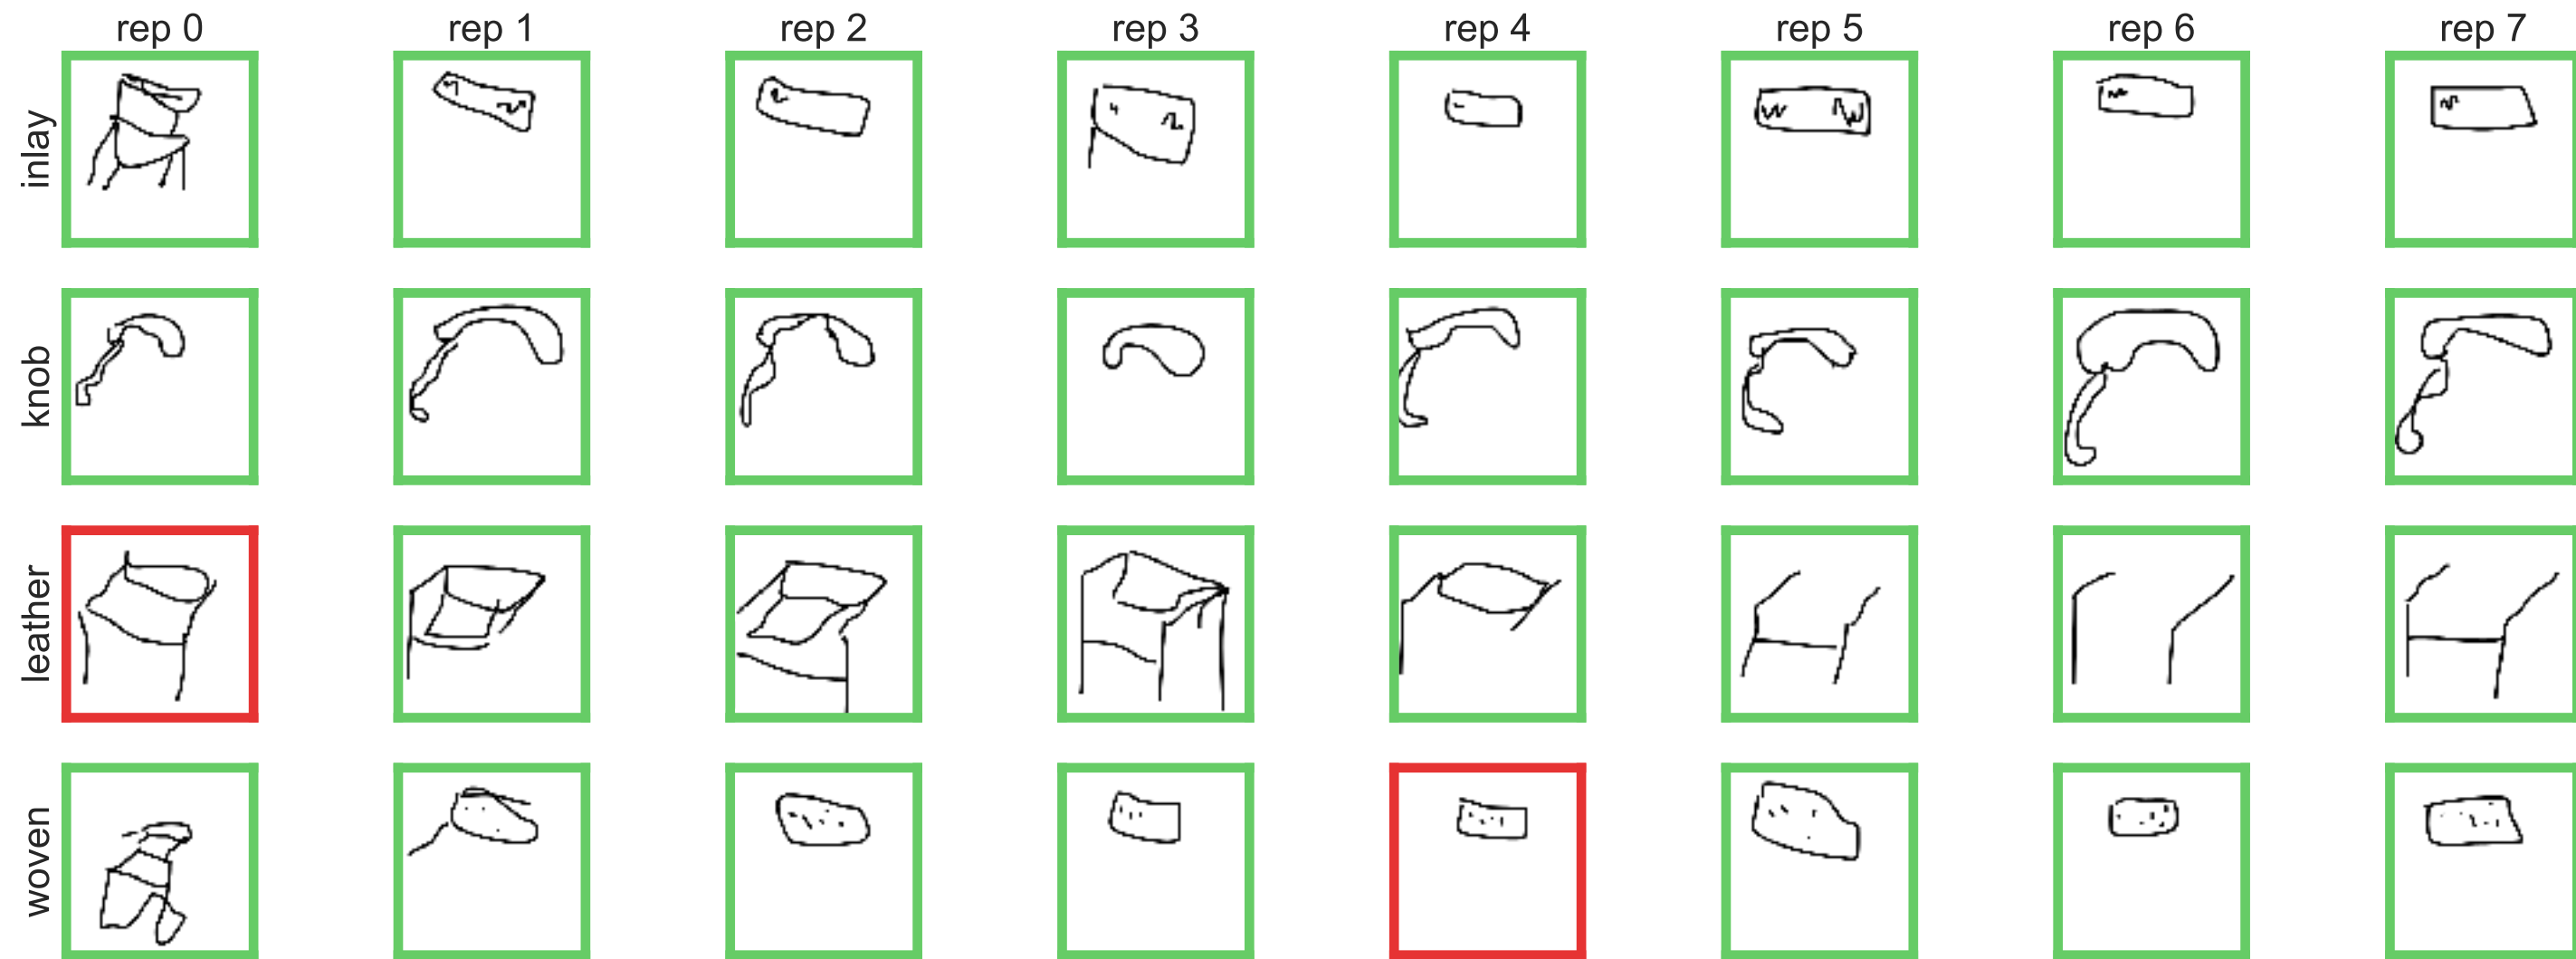 rep 0 rep 1 rep 2 rep 3 rep 4 rep 5 rep 6 rep 7
inlay
knob
leather
woven